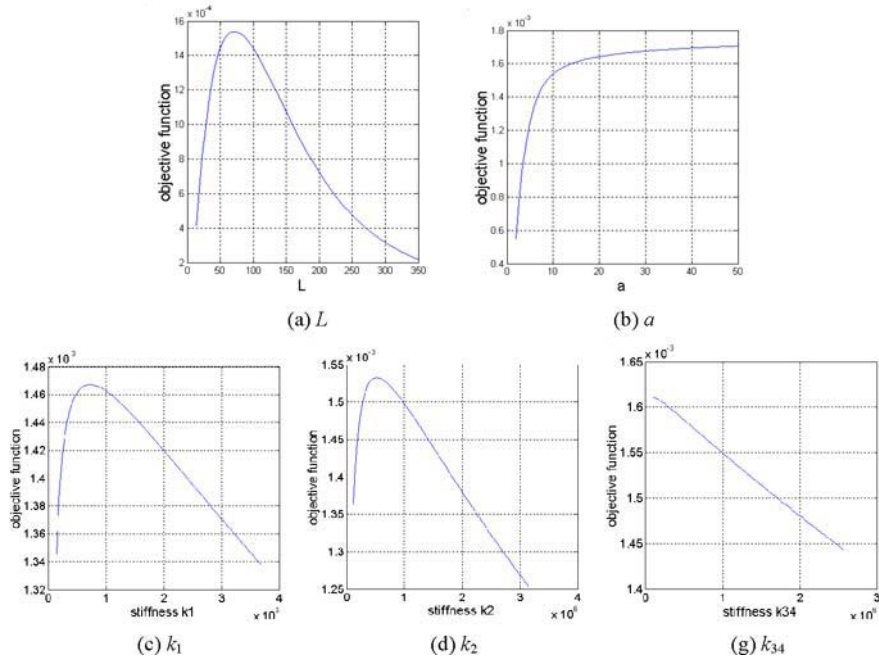 16 x 10⁻⁴
14
12
10
8
6
4
2
0 50 100 150 200 250 300 350
objective function
L
(a) L
x 10⁻³
1.8
1.6
1.4
1.2
1
0.8
0.6
0.4
0 10 20 30 40 50
objective function
a
(b) a
1.48 x 10³
1.46
1.44
1.42
1.4
1.38
1.36
1.34
1.32
0 1 2 3 4
objective function
stiffness k1
(c) k₁
x 10⁻³
1.55
1.5
1.45
1.4
1.35
1.3
1.25
0 1 2 3 4
objective function
stiffness k2
x 10⁶
(d) k₂
x 10⁻³
1.65
1.6
1.55
1.5
1.45
1.4
0 1 2 3
objective function
stiffness k34
(g) k₃₄